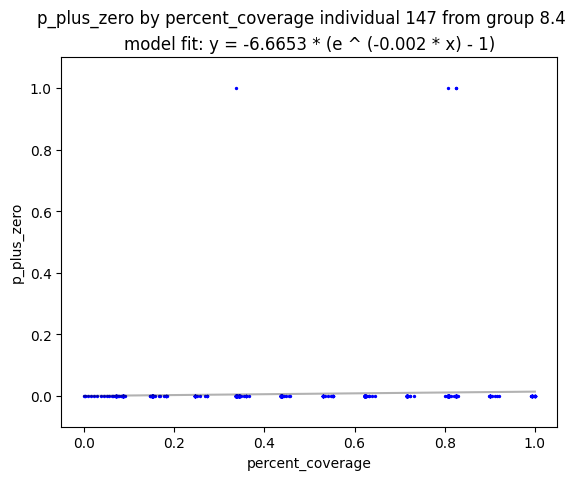 p_plus_zero by percent_coverage individual 147 from group 8.4
model fit: y = -6.6653 * (e ^ (-0.002 * x) - 1)
1.0
0.8
0.6
0.4
0.2
0.0
p_plus_zero
0.0 0.2 0.4 0.6 0.8 1.0
percent_coverage